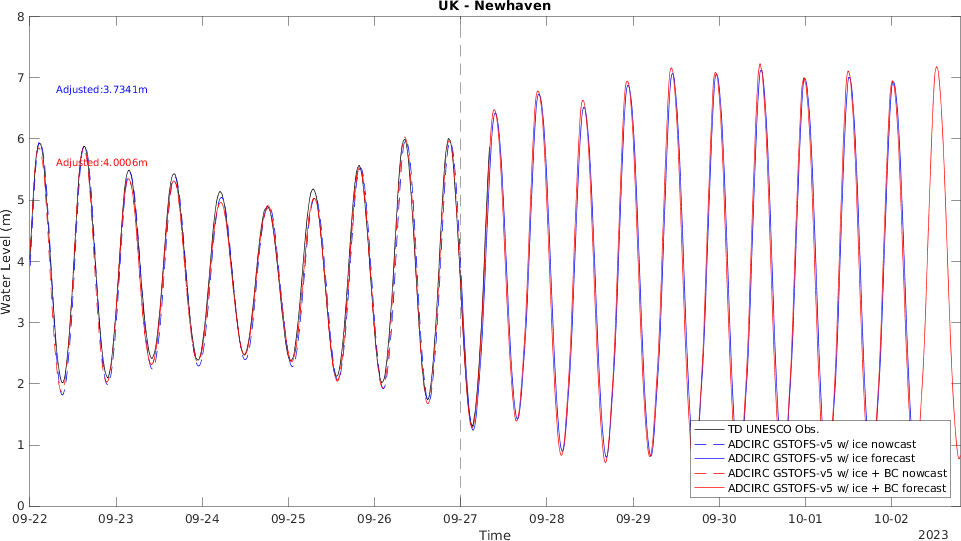 UK - Newhaven
8
7
6
5
4
3
2
1
0
Water Level (m)
Adjusted:3.7341m
Adjusted:4.0006m
TD UNESCO Obs.
ADCIRC GSTOFS-v5 w/ ice nowcast
ADCIRC GSTOFS-v5 w/ ice forecast
ADCIRC GSTOFS-v5 w/ ice + BC nowcast
ADCIRC GSTOFS-v5 w/ ice + BC forecast
09-22 09-23 09-24 09-25 09-26 09-27 09-28 09-29 09-30 10-01 10-02
Time
2023